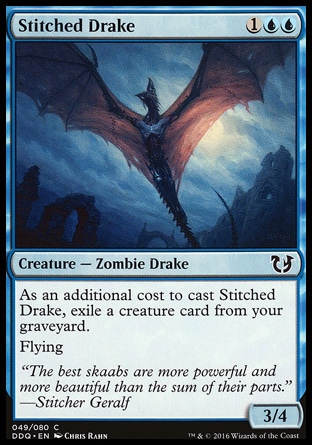 Stitched Drake 1
Creature — Zombie Drake
As an additional cost to cast Stitched
Drake, exile a creature card from your
graveyard.
Flying
"The best skaabs are more powerful and
more beautiful than the sum of their parts."
—Stitcher Geralf
3/4
049/080 C
DDQ • EN Chris Rahn
™ & © 2016 Wizards of the Coast